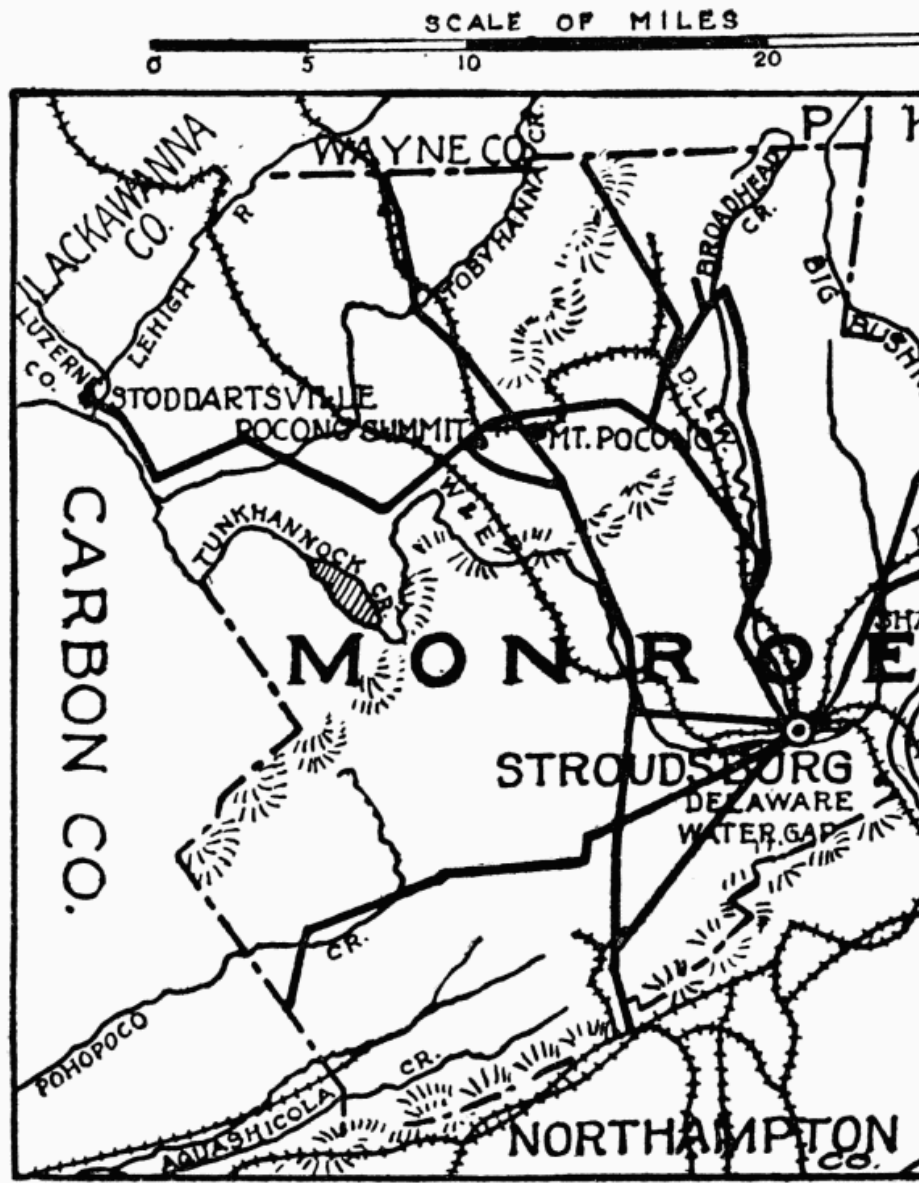 SCALE OF MILES
0 5 10 20
P
WAYNE CO.
LACKAWANNA
CO.
LEHIGH R
TOBYHANNA CR.
BROADHEAD
CR.
BIG
LUZERNE
CO.
STODDARTSVILLE
POCONO SUMMIT
MT. POCONO
D.L.&W.
W & E
TUNKHANNOCK
CR.
CARBON CO.
MONROE
SHA
STROUDSBURG
DELAWARE
WATER GAP
CR.
POHOPOCO
CR.
AQUASHICOLA
NORTHAMPTON
CO.